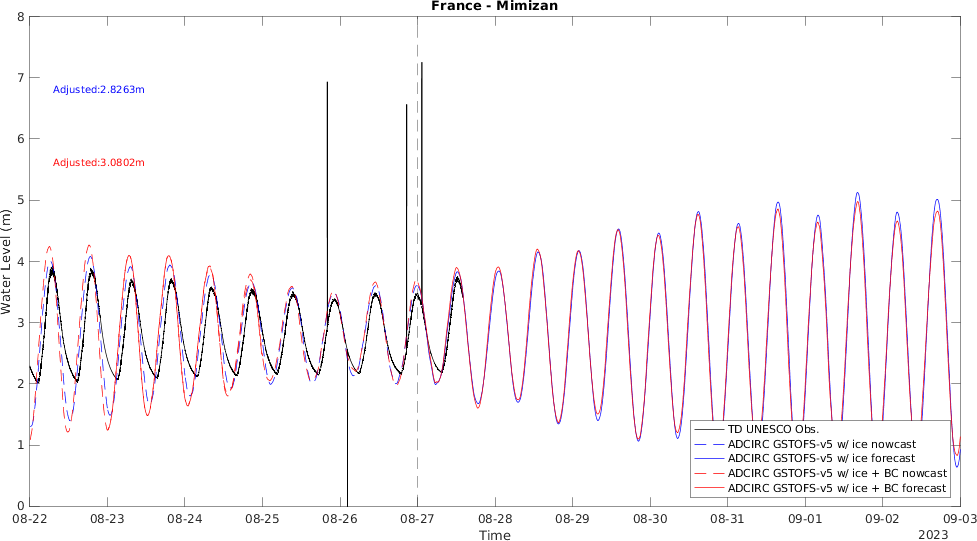 France - Mimizan
8
7
6
5
4
3
2
1
0
Water Level (m)
Adjusted:2.8263m
Adjusted:3.0802m
TD UNESCO Obs.
ADCIRC GSTOFS-v5 w/ ice nowcast
ADCIRC GSTOFS-v5 w/ ice forecast
ADCIRC GSTOFS-v5 w/ ice + BC nowcast
ADCIRC GSTOFS-v5 w/ ice + BC forecast
08-22 08-23 08-24 08-25 08-26 08-27 08-28 08-29 08-30 08-31 09-01 09-02 09-03
Time
2023